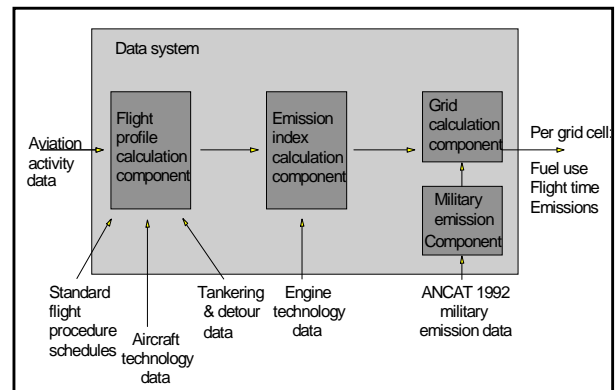 Data system
Flight
profile
calculation
component
Emission
index
calculation
component
Grid
calculation
component
Military
emission
Component
Aviation
activity
data
Per grid cell:
Fuel use
Flight time
Emissions
Standard
flight
procedure
schedules
Aircraft
technology
data
Tankering
& detour
data
Engine
technology
data
ANCAT 1992
military
emission data